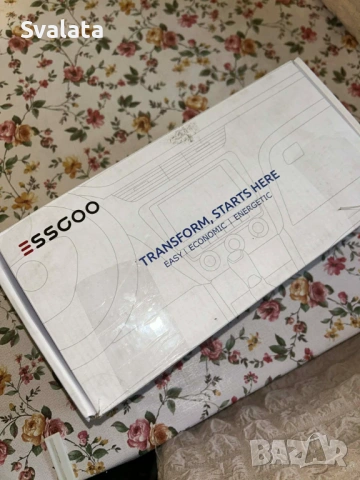 Svalata
ESSGOO
TRANSFORM, STARTS HERE
EASY | ECONOMIC | ENERGETIC
BAZAR